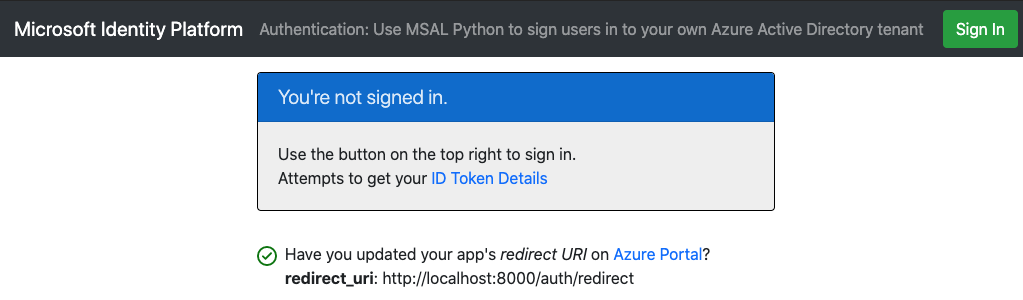 Microsoft Identity Platform Authentication: Use MSAL Python to sign users in to your own Azure Active Directory tenant Sign In
You're not signed in.
Use the button on the top right to sign in.
Attempts to get your ID Token Details
Have you updated your app's redirect URI on Azure Portal?
redirect_uri: http://localhost:8000/auth/redirect